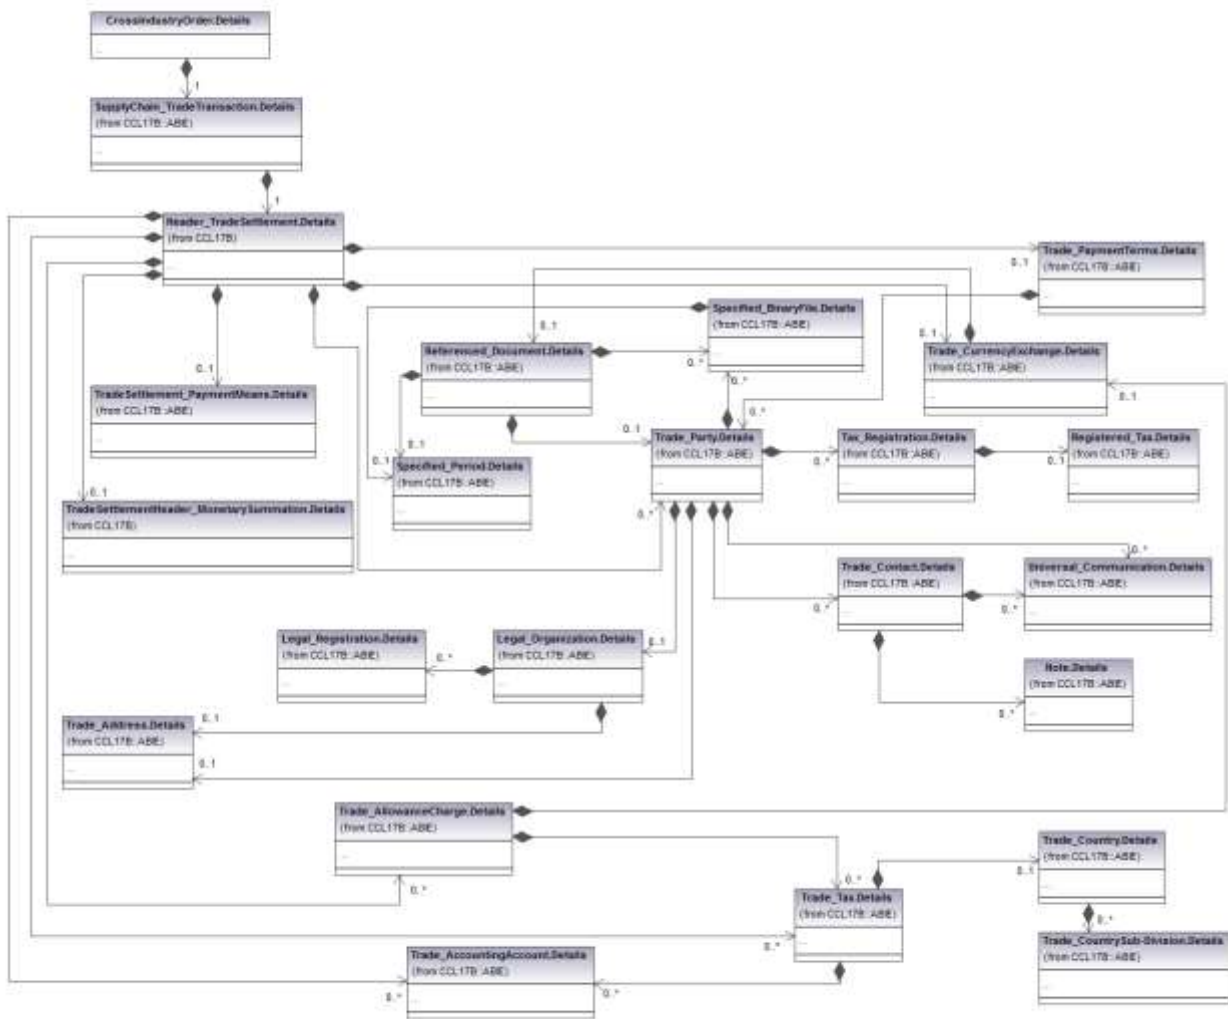 CrossIndustryOrder.Details
...
1
SupplyChain_TradeTransaction.Details
(from CCL17B::ABIE)
...
1
Header_TradeSettlement.Details
(from CCL17B)
...
Trade_PaymentTerms.Details
(from CCL17B::ABIE)
...
0..1
Specified_BinaryFile.Details
(from CCL17B::ABIE)
...
0..1
0..1
Referenced_Document.Details
(from CCL17B::ABIE)
...
0..*
Trade_CurrencyExchange.Details
(from CCL17B::ABIE)
...
0..1
0..1
TradeSettlement_PaymentMeans.Details
(from CCL17B::ABIE)
...
0..*
0..*
0..1
Trade_Party.Details
(from CCL17B::ABIE)
...
0..1
Tax_Registration.Details
(from CCL17B::ABIE)
...
0..*
Registered_Tax.Details
(from CCL17B::ABIE)
...
0..1
0..1
0..1
Specified_Period.Details
(from CCL17B::ABIE)
...
0..1
TradeSettlementHeader_MonetarySummation.Details
(from CCL17B)
...
0..*
0..*
Trade_Contact.Details
(from CCL17B::ABIE)
...
0..*
Universal_Communication.Details
(from CCL17B::ABIE)
...
0..*
Legal_Registration.Details
(from CCL17B::ABIE)
...
0..*
Legal_Organization.Details
(from CCL17B::ABIE)
...
0..1
Note.Details
(from CCL17B::ABIE)
...
0..*
Trade_Address.Details
(from CCL17B::ABIE)
...
0..1
0..1
Trade_AllowanceCharge.Details
(from CCL17B::ABIE)
...
0..*
Trade_Country.Details
(from CCL17B::ABIE)
...
0..1
0..*
Trade_Tax.Details
(from CCL17B::ABIE)
...
0..*
0..*
Trade_CountrySub-Division.Details
(from CCL17B::ABIE)
...
Trade_AccountingAccount.Details
(from CCL17B::ABIE)
...
0..*
0..*